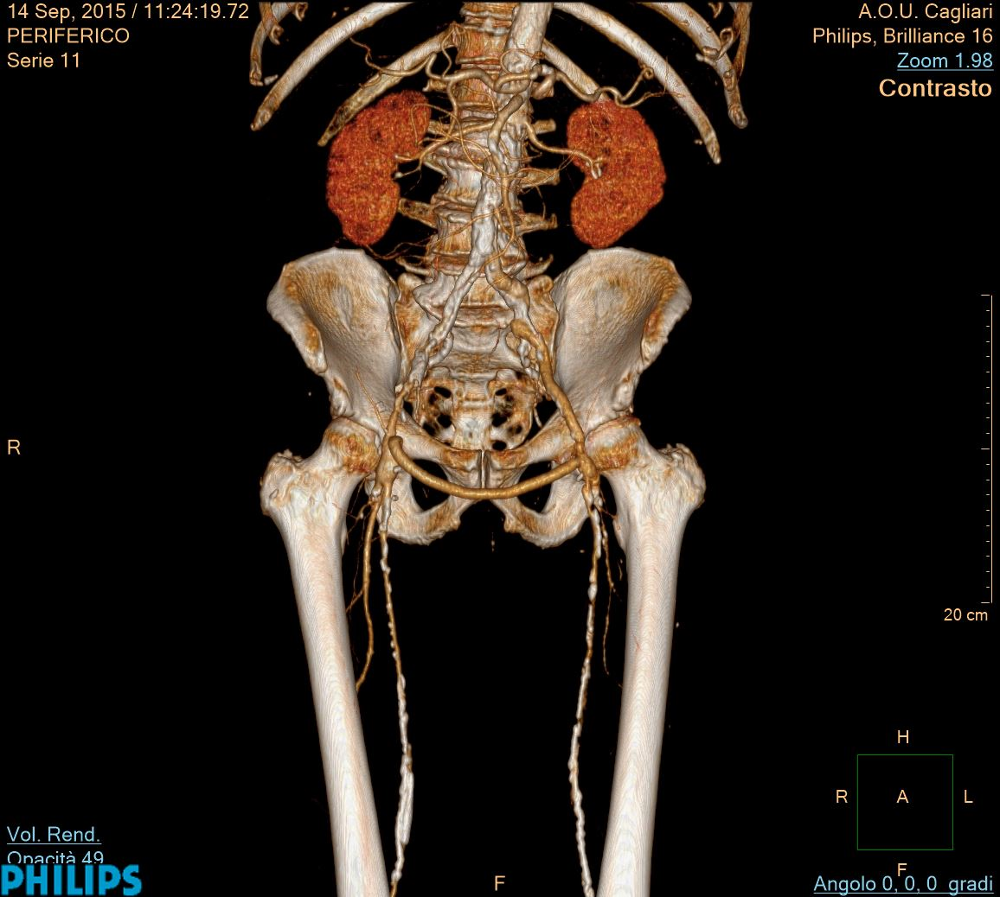 14 Sep, 2015 / 11:24:19.72
PERIFERICO
Serie 11
A.O.U. Cagliari
Philips, Brilliance 16
Zoom 1.98
Contrasto
R
20 cm
H
R A L
F
Vol. Rend.
Opacità 49
PHILIPS
F
Angolo 0, 0, 0 gradi